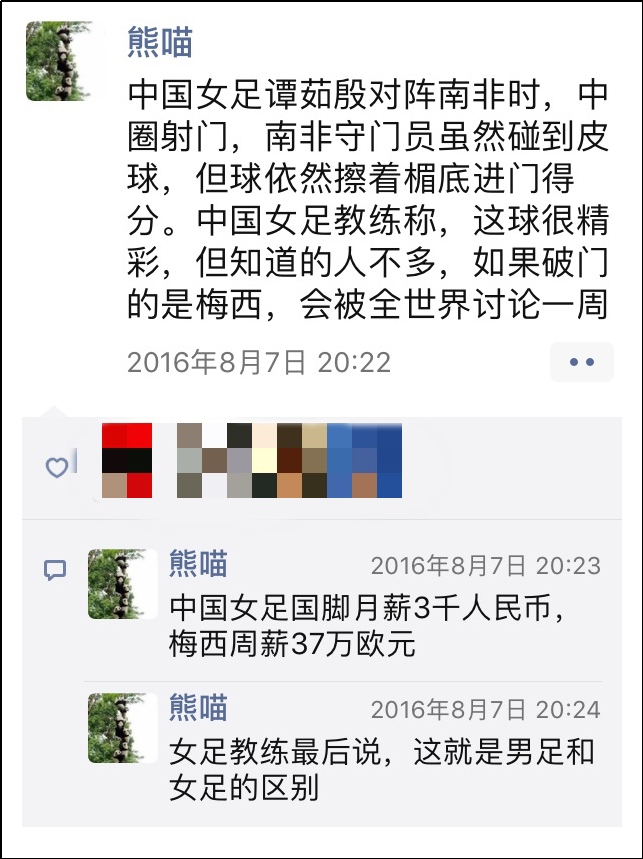 熊喵
中国女足谭茹殷对阵南非时，中
圈射门，南非守门员虽然碰到皮
球，但球依然擦着楣底进门得
分。中国女足教练称，这球很精
彩，但知道的人不多，如果破门
的是梅西，会被全世界讨论一周
2016年8月7日 20:22
熊喵
2016年8月7日 20:23
中国女足国脚月薪3千人民币，
梅西周薪37万欧元
熊喵
2016年8月7日 20:24
女足教练最后说，这就是男足和
女足的区别